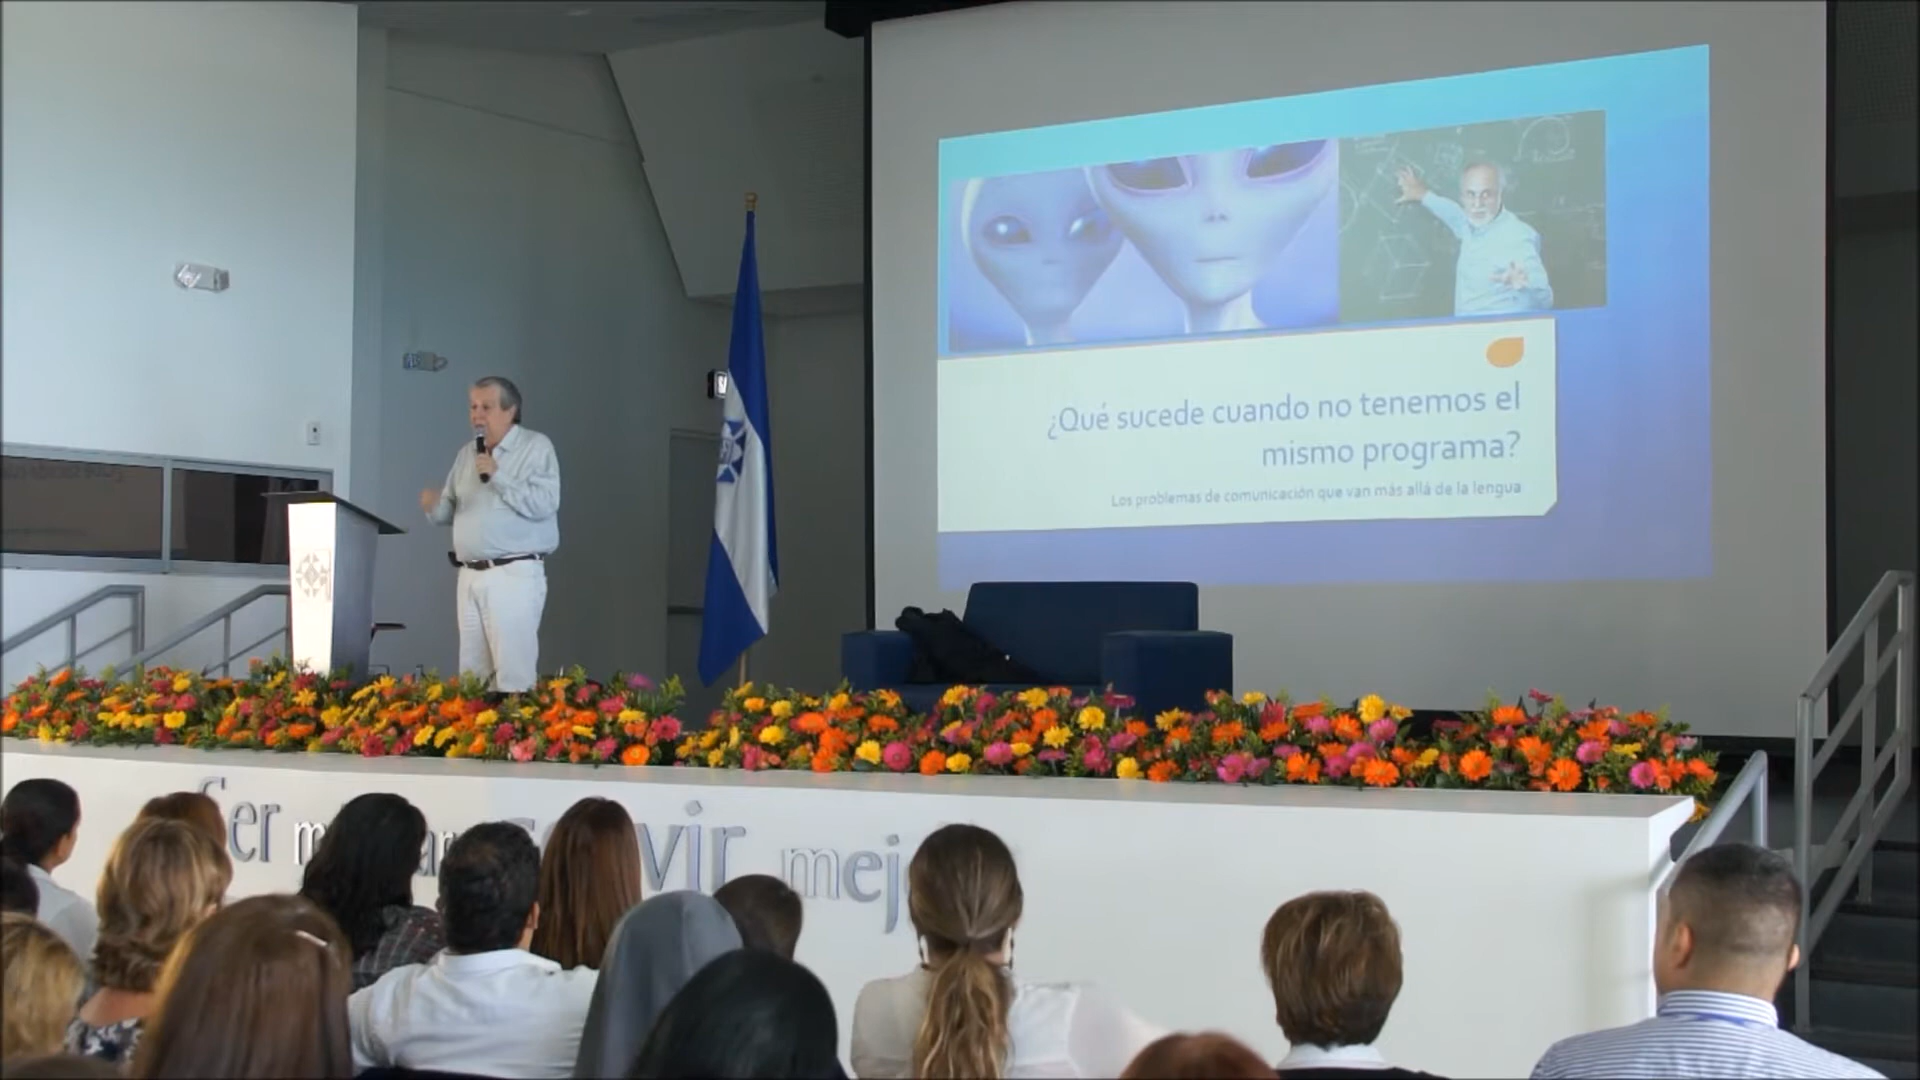 ¿Qué sucede cuando no tenemos el
mismo programa?
Los problemas de comunicación que van más allá de la lengua
Ser